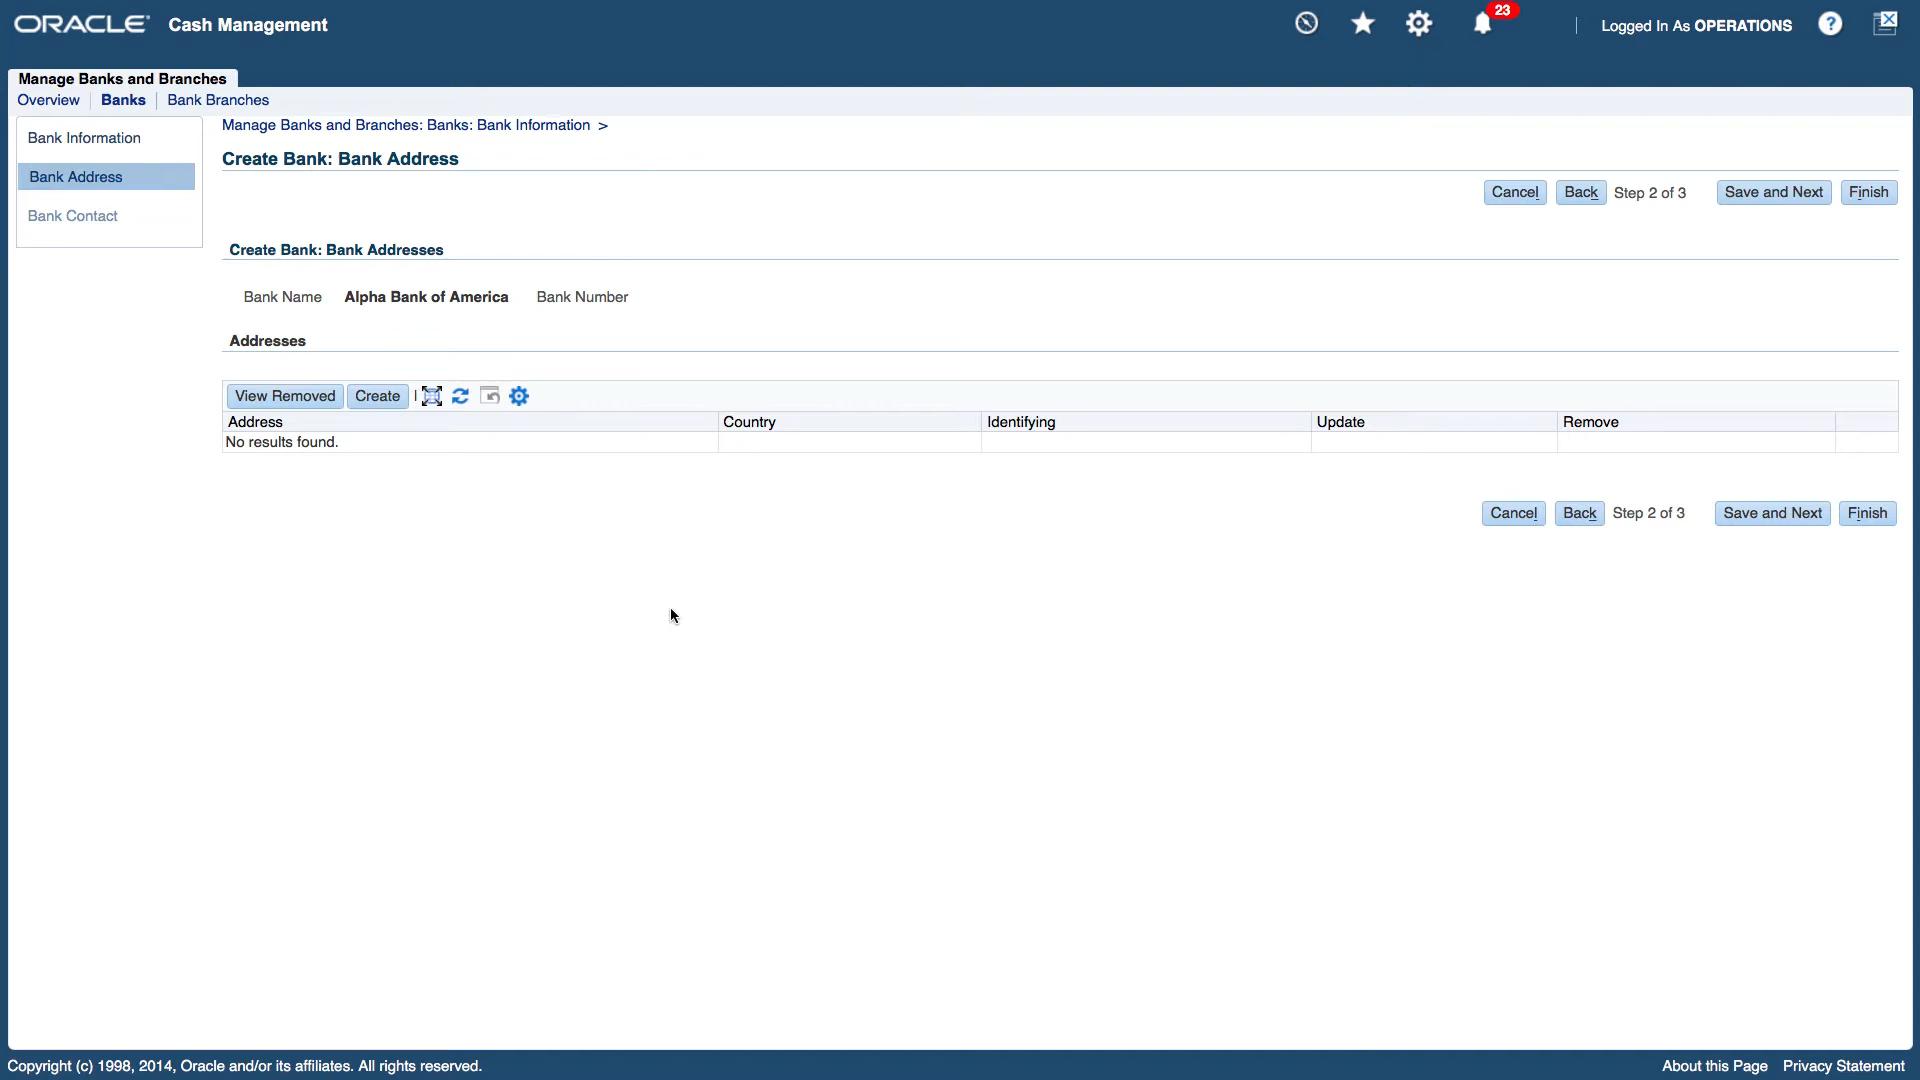 ORACLE® Cash Management 23 Logged In As OPERATIONS ?
Manage Banks and Branches
Overview Banks Bank Branches
Bank Information
Bank Address
Bank Contact
Manage Banks and Branches: Banks: Bank Information >
Create Bank: Bank Address
Cancel Back Step 2 of 3 Save and Next Finish
Create Bank: Bank Addresses
Bank Name Alpha Bank of America Bank Number
Addresses
View Removed Create
Address Country Identifying Update Remove
No results found.
Cancel Back Step 2 of 3 Save and Next Finish
Copyright (c) 1998, 2014, Oracle and/or its affiliates. All rights reserved. About this Page Privacy Statement